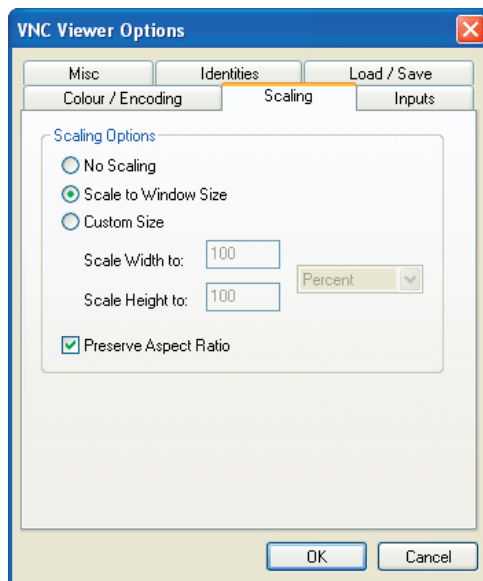 VNC Viewer Options
Misc Identities Load / Save
Colour / Encoding Scaling Inputs
Scaling Options
No Scaling
Scale to Window Size
Custom Size
Scale Width to: 100
Percent
Scale Height to: 100
Preserve Aspect Ratio
OK Cancel